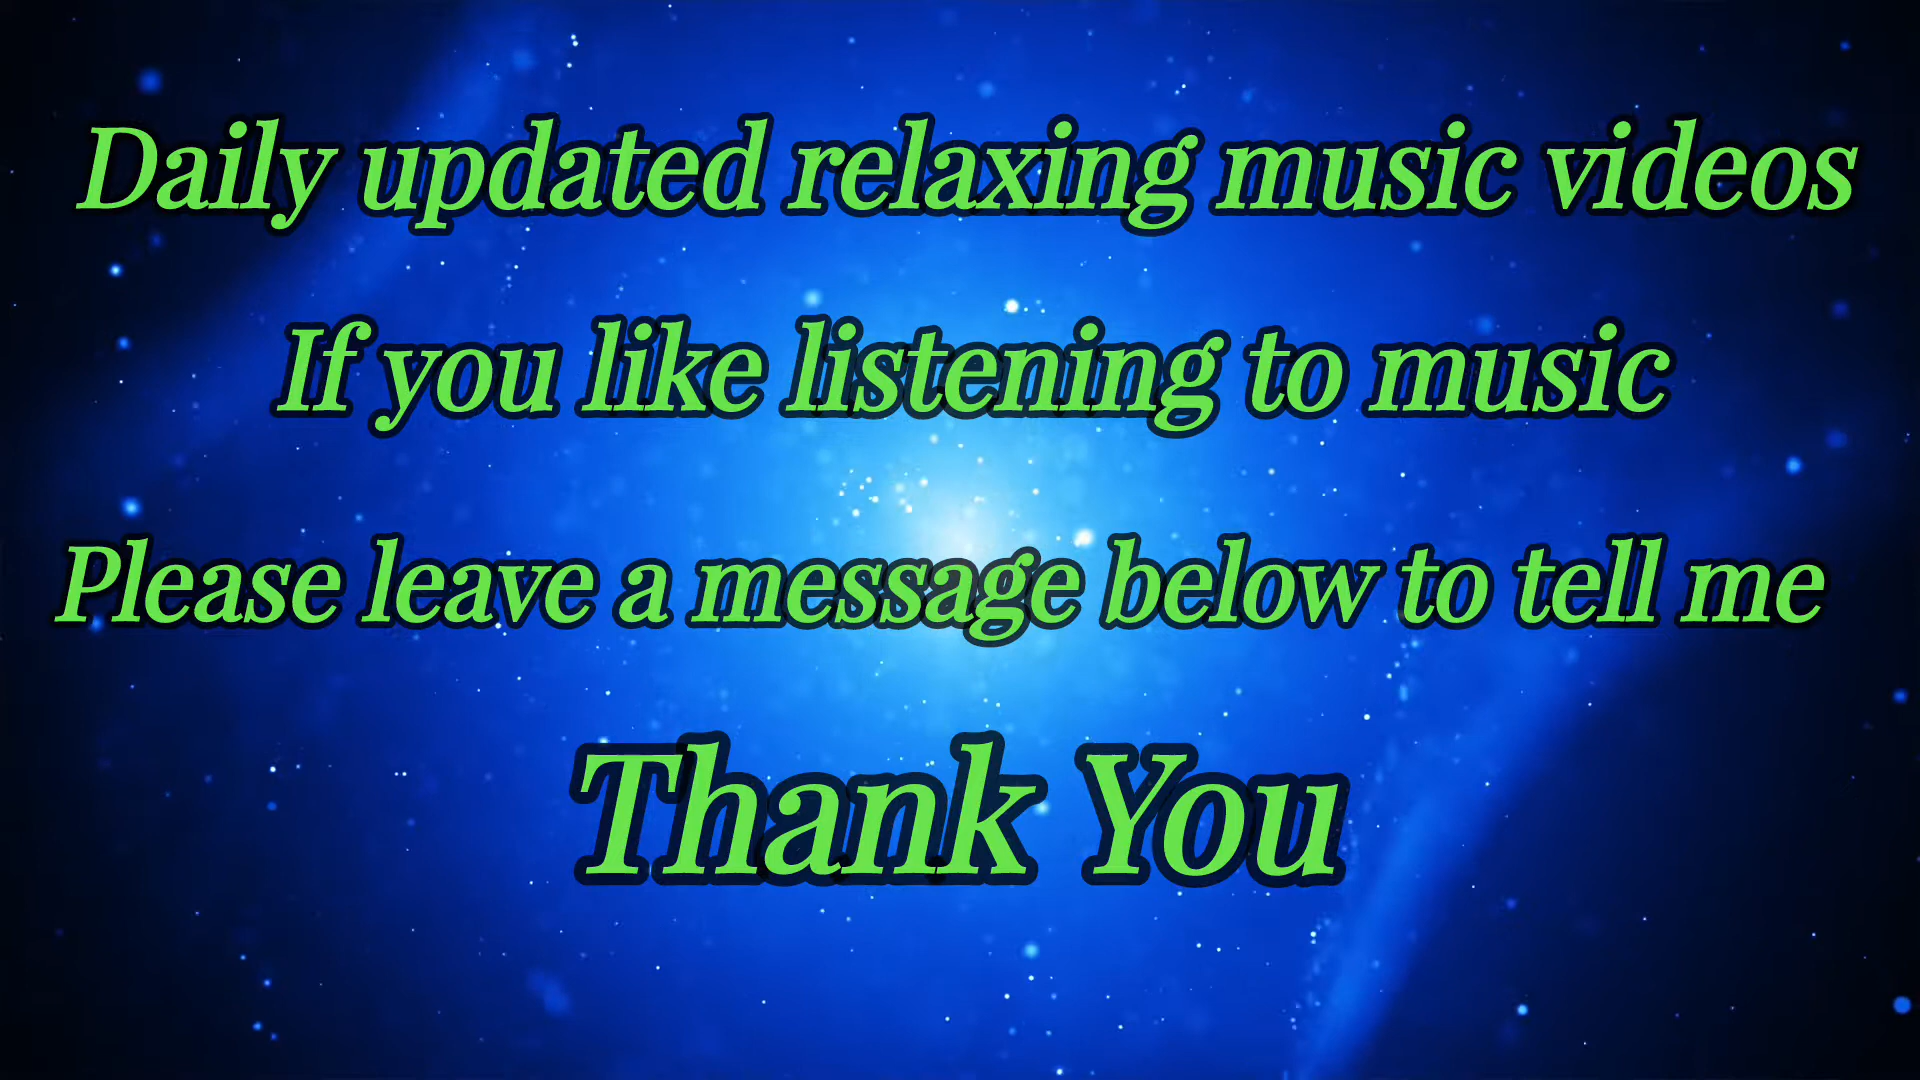 Daily updated relaxing music videos
If you like listening to music
Please leave a message below to tell me
Thank You